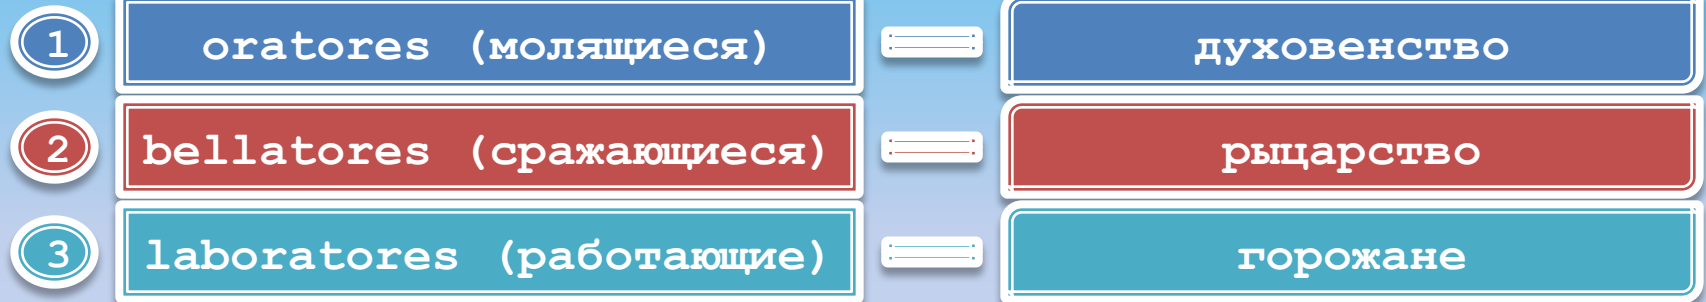 1 oratores (молящиеся) духовенство
2 bellatores (сражающиеся) рыцарство
3 laboratores (работающие) горожане